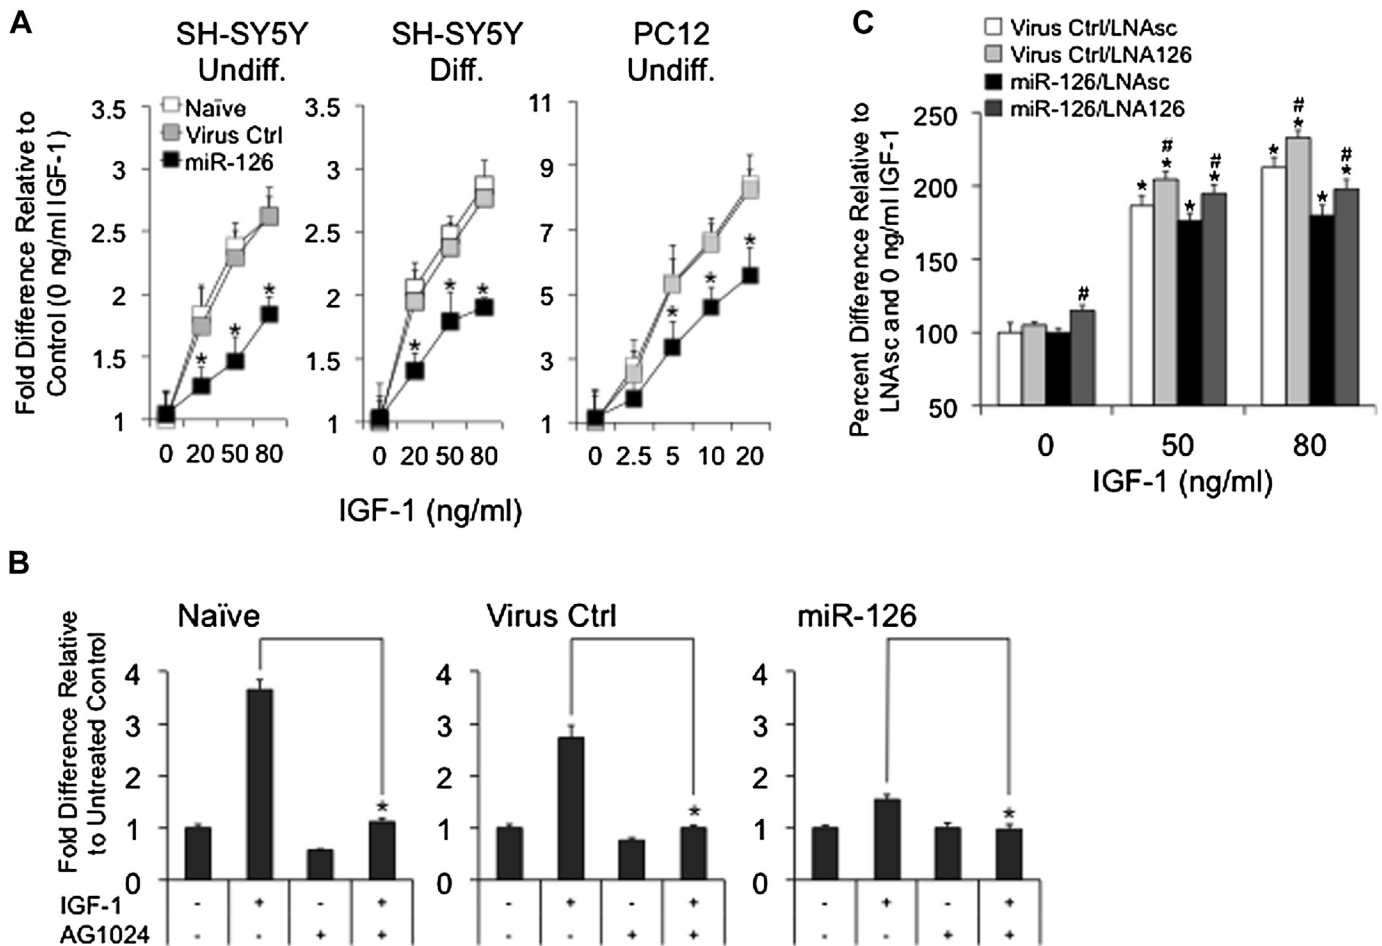 A
SH-SY5Y
Undiff.
SH-SY5Y
Diff.
PC12
Undiff.
Fold Difference Relative to
Control (0 ng/ml IGF-1)
3.5
3
2.5
2
1.5
1
Naïve
Virus Ctrl
miR-126
* * *
0 20 50 80
3.5
3
2.5
2
1.5
1
* * *
0 20 50 80
11
9
7
5
3
1
* * *
0 2.5 5 10 20
IGF-1 (ng/ml)
C
Virus Ctrl/LNAsc
Virus Ctrl/LNA126
miR-126/LNAsc
miR-126/LNA126
Percent Difference Relative to
LNAsc and 0 ng/ml IGF-1
250
200
150
100
50
#
* # * * # *
* # * * # *
0 50 80
IGF-1 (ng/ml)
B
Naïve
Virus Ctrl
miR-126
Fold Difference Relative
to Untreated Control
4
3
2
1
0
*
4
3
2
1
0
*
4
3
2
1
0
*
IGF-1 - + - + - + - + - + - +
AG1024 - - + + - - + + - - + +